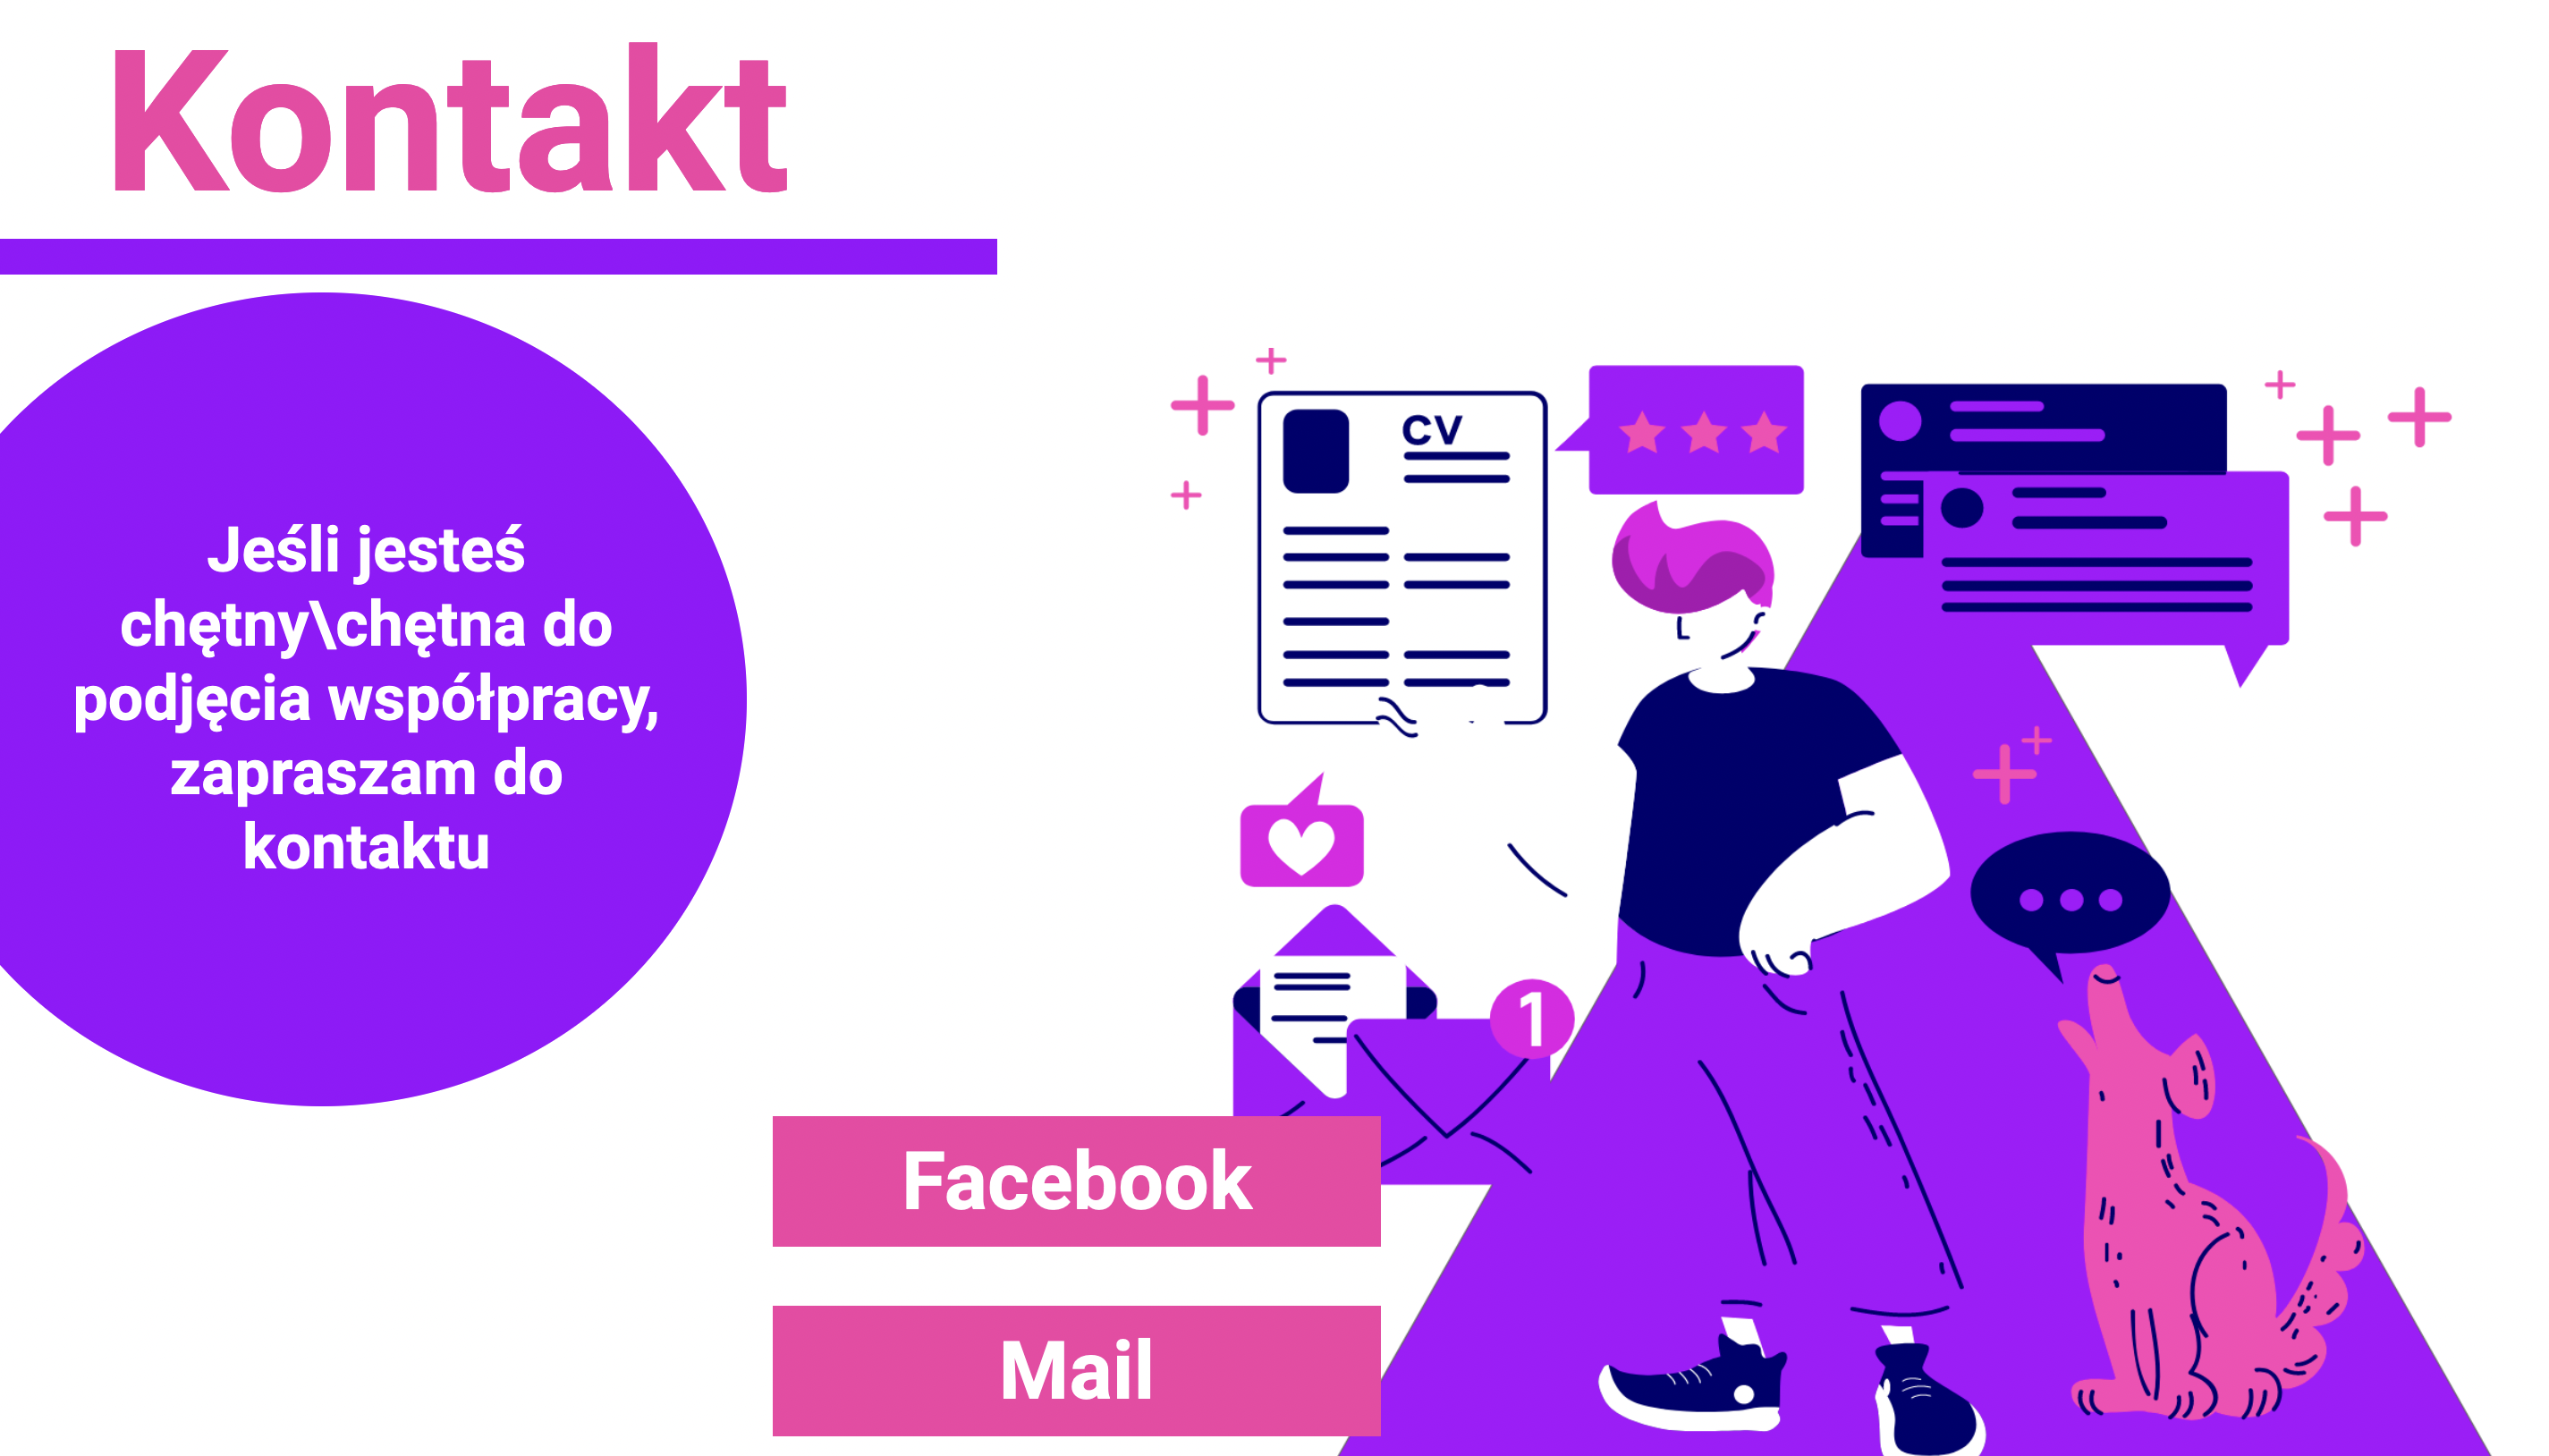 Kontakt
Jeśli jesteś
chętny\chętna do
podjęcia współpracy,
zapraszam do
kontaktu
CV
1
Facebook
Mail